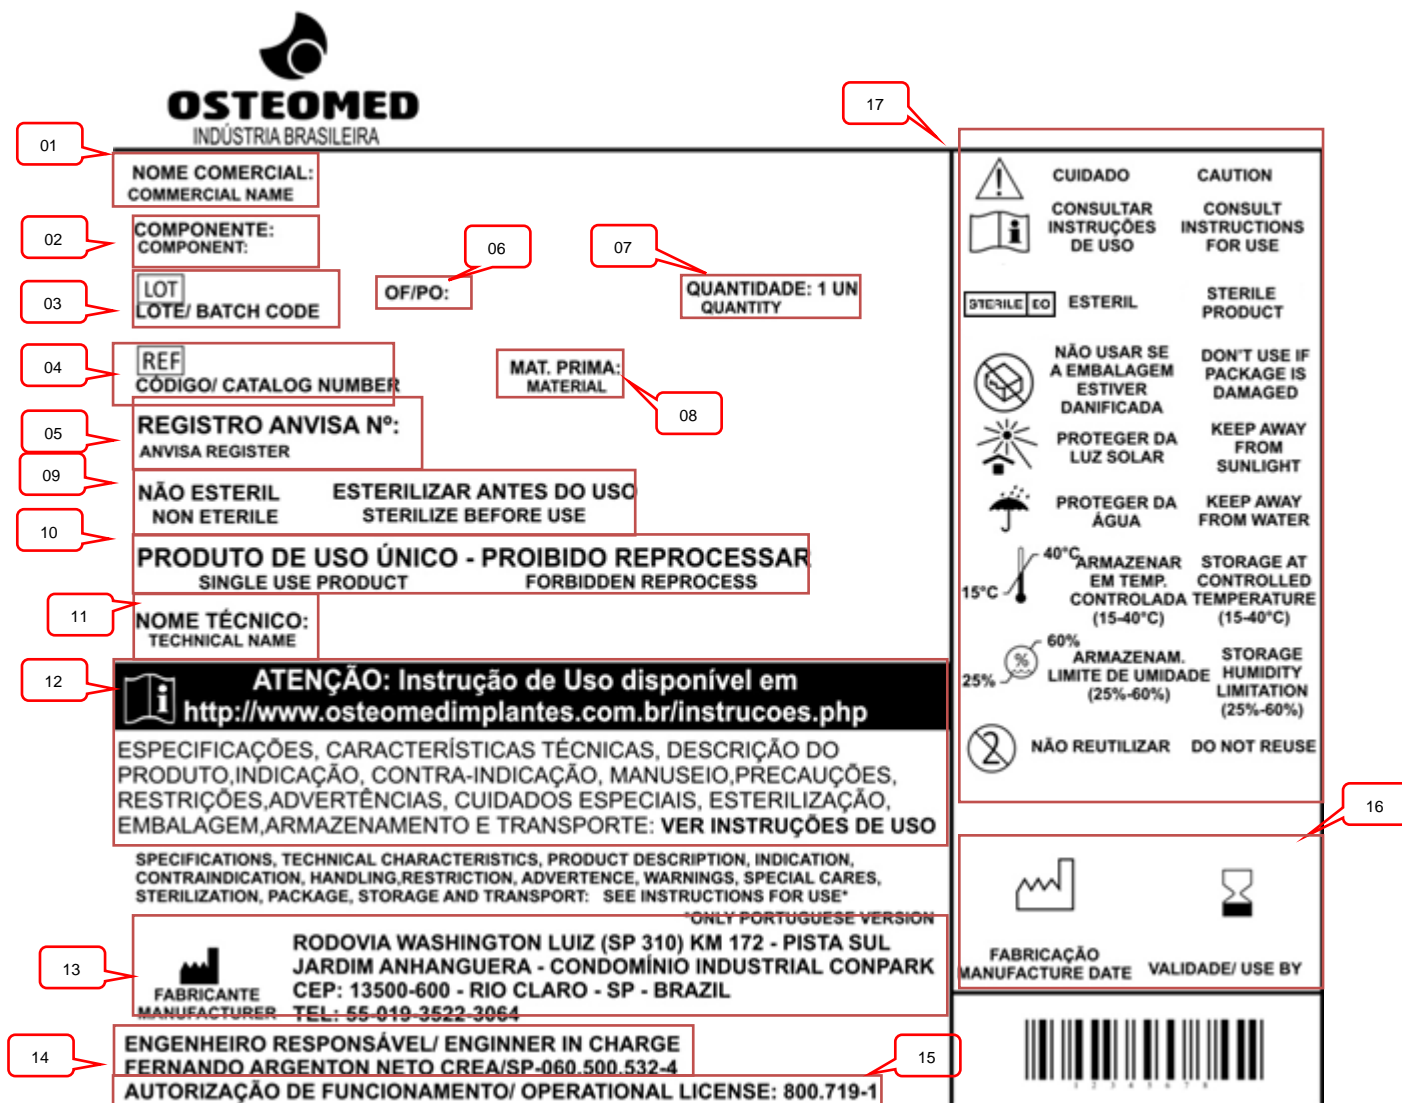 OSTEOMED
INDÚSTRIA BRASILEIRA
01
NOME COMERCIAL:
COMMERCIAL NAME
02
COMPONENTE:
COMPONENT:
03
LOT
LOTE/ BATCH CODE
06
OF/PO:
07
QUANTIDADE: 1 UN
QUANTITY
04
REF
CÓDIGO/ CATALOG NUMBER
MAT. PRIMA:
MATERIAL
08
05
REGISTRO ANVISA Nº:
ANVISA REGISTER
09
NÃO ESTERIL ESTERILIZAR ANTES DO USO
NON ETERILE STERILIZE BEFORE USE
10
PRODUTO DE USO ÚNICO - PROIBIDO REPROCESSAR
SINGLE USE PRODUCT FORBIDDEN REPROCESS
11
NOME TÉCNICO:
TECHNICAL NAME
12
ATENÇÃO: Instrução de Uso disponível em
http://www.osteomedimplantes.com.br/instrucoes.php
ESPECIFICAÇÕES, CARACTERÍSTICAS TÉCNICAS, DESCRIÇÃO DO
PRODUTO,INDICAÇÃO, CONTRA-INDICAÇÃO, MANUSEIO,PRECAUÇÕES,
RESTRIÇÕES,ADVERTÊNCIAS, CUIDADOS ESPECIAIS, ESTERILIZAÇÃO,
EMBALAGEM,ARMAZENAMENTO E TRANSPORTE: VER INSTRUÇÕES DE USO
SPECIFICATIONS, TECHNICAL CHARACTERISTICS, PRODUCT DESCRIPTION, INDICATION,
CONTRAINDICATION, HANDLING,RESTRICTION, ADVERTENCE, WARNINGS, SPECIAL CARES,
STERILIZATION, PACKAGE, STORAGE AND TRANSPORT: SEE INSTRUCTIONS FOR USE*
*ONLY PORTUGUESE VERSION
13
FABRICANTE
MANUFACTURER
RODOVIA WASHINGTON LUIZ (SP 310) KM 172 - PISTA SUL
JARDIM ANHANGUERA - CONDOMÍNIO INDUSTRIAL CONPARK
CEP: 13500-600 - RIO CLARO - SP - BRAZIL
TEL: 55-019-3522-3064
14
ENGENHEIRO RESPONSÁVEL/ ENGINNER IN CHARGE
FERNANDO ARGENTON NETO CREA/SP-060.500.532-4
15
AUTORIZAÇÃO DE FUNCIONAMENTO/ OPERATIONAL LICENSE: 800.719-1
17
CUIDADO
CAUTION
CONSULTAR
INSTRUÇÕES
DE USO
CONSULT
INSTRUCTIONS
FOR USE
STERILE EO
ESTERIL
STERILE
PRODUCT
NÃO USAR SE
A EMBALAGEM
ESTIVER
DANIFICADA
DON'T USE IF
PACKAGE IS
DAMAGED
PROTEGER DA
LUZ SOLAR
KEEP AWAY
FROM
SUNLIGHT
PROTEGER DA
ÁGUA
KEEP AWAY
FROM WATER
15°C
40°C
ARMAZENAR
EM TEMP.
CONTROLADA
(15-40°C)
STORAGE AT
CONTROLLED
TEMPERATURE
(15-40°C)
25%
%
60%
ARMAZENAM.
LIMITE DE UMIDADE
(25%-60%)
STORAGE
HUMIDITY
LIMITATION
(25%-60%)
2
NÃO REUTILIZAR
DO NOT REUSE
16
FABRICAÇÃO
MANUFACTURE DATE
VALIDADE/ USE BY
1 2 3 4 5 6 7 8